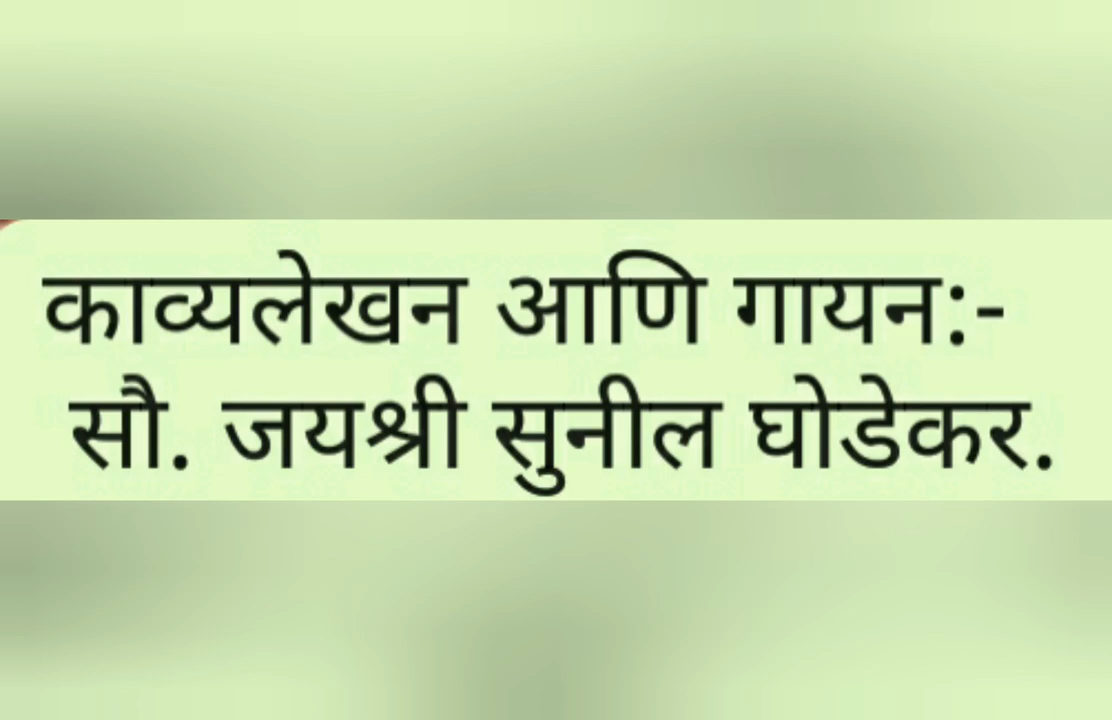 काव्यलेखन आणि गायन:-
सौ. जयश्री सुनील घोडेकर.